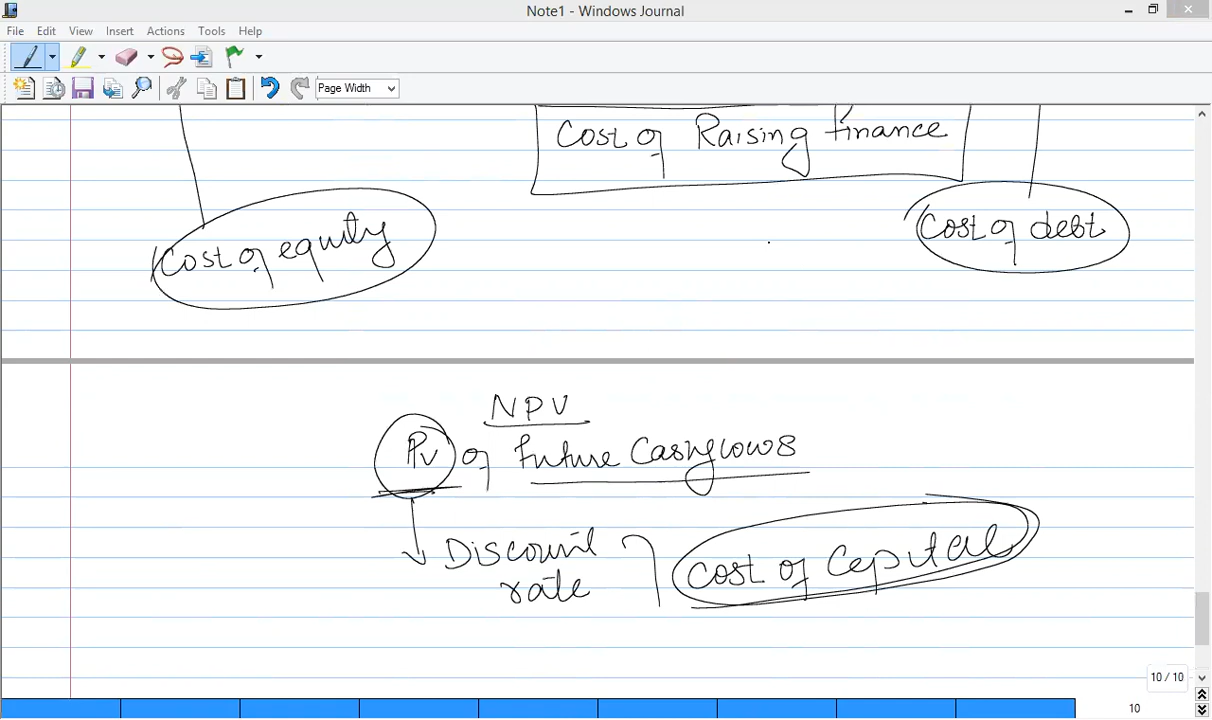 Note1 - Windows Journal
File Edit View Insert Actions Tools Help
Page Width
Cost of Raising finance
Cost of equity
Cost of debt
NPV
PV of Future Cashflows
Discount rate
Cost of Capital
10 / 10
10